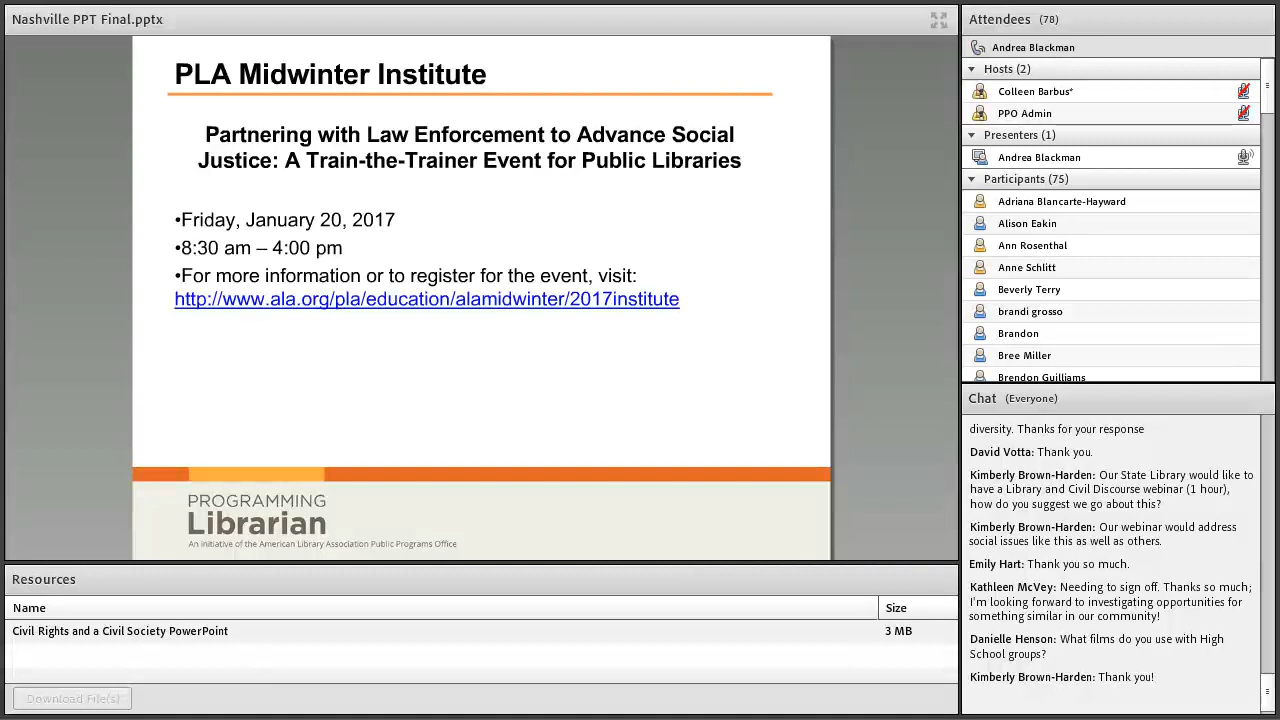 Nashville PPT Final.pptx
PLA Midwinter Institute
Partnering with Law Enforcement to Advance Social
Justice: A Train-the-Trainer Event for Public Libraries
•Friday, January 20, 2017
•8:30 am – 4:00 pm
•For more information or to register for the event, visit:
http://www.ala.org/pla/education/alamidwinter/2017institute
PROGRAMMING
Librarian
An initiative of the American Library Association Public Programs Office
Resources
Name Size
Civil Rights and a Civil Society PowerPoint 3 MB
Download File(s)
Attendees (78)
Andrea Blackman
Hosts (2)
Colleen Barbus*
PPO Admin
Presenters (1)
Andrea Blackman
Participants (75)
Adriana Blancarte-Hayward
Alison Eakin
Ann Rosenthal
Anne Schlitt
Beverly Terry
brandi grosso
Brandon
Bree Miller
Brendon Guilliams
Chat (Everyone)
diversity. Thanks for your response
David Votta: Thank you.
Kimberly Brown-Harden: Our State Library would like to
have a Library and Civil Discourse webinar (1 hour),
how do you suggest we go about this?
Kimberly Brown-Harden: Our webinar would address
social issues like this as well as others.
Emily Hart: Thank you so much.
Kathleen McVey: Needing to sign off. Thanks so much;
I'm looking forward to investigating opportunities for
something similar in our community!
Danielle Henson: What films do you use with High
School groups?
Kimberly Brown-Harden: Thank you!